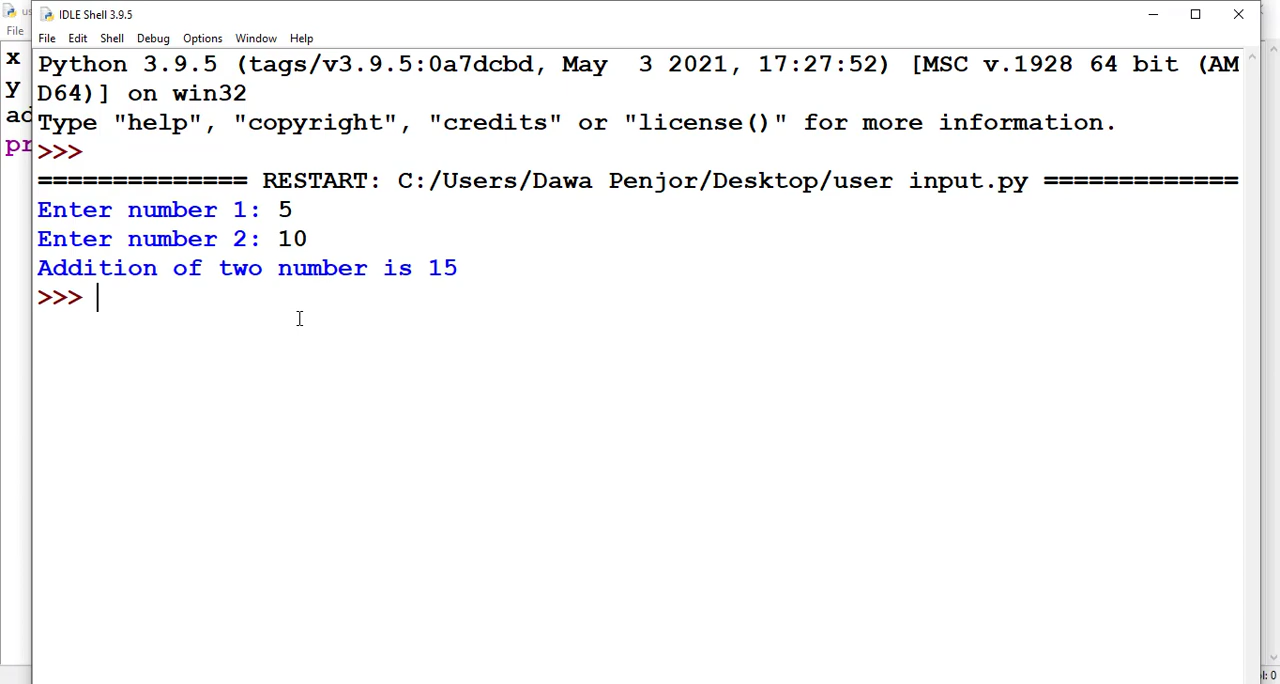 IDLE Shell 3.9.5
File Edit Shell Debug Options Window Help
File
x
y
Python 3.9.5 (tags/v3.9.5:0a7dcbd, May  3 2021, 17:27:52) [MSC v.1928 64 bit (AM
D64)] on win32
Type "help", "copyright", "credits" or "license()" for more information.
>>>
============== RESTART: C:/Users/Dawa Penjor/Desktop/user input.py =============
Enter number 1: 5
Enter number 2: 10
Addition of two number is 15
>>>